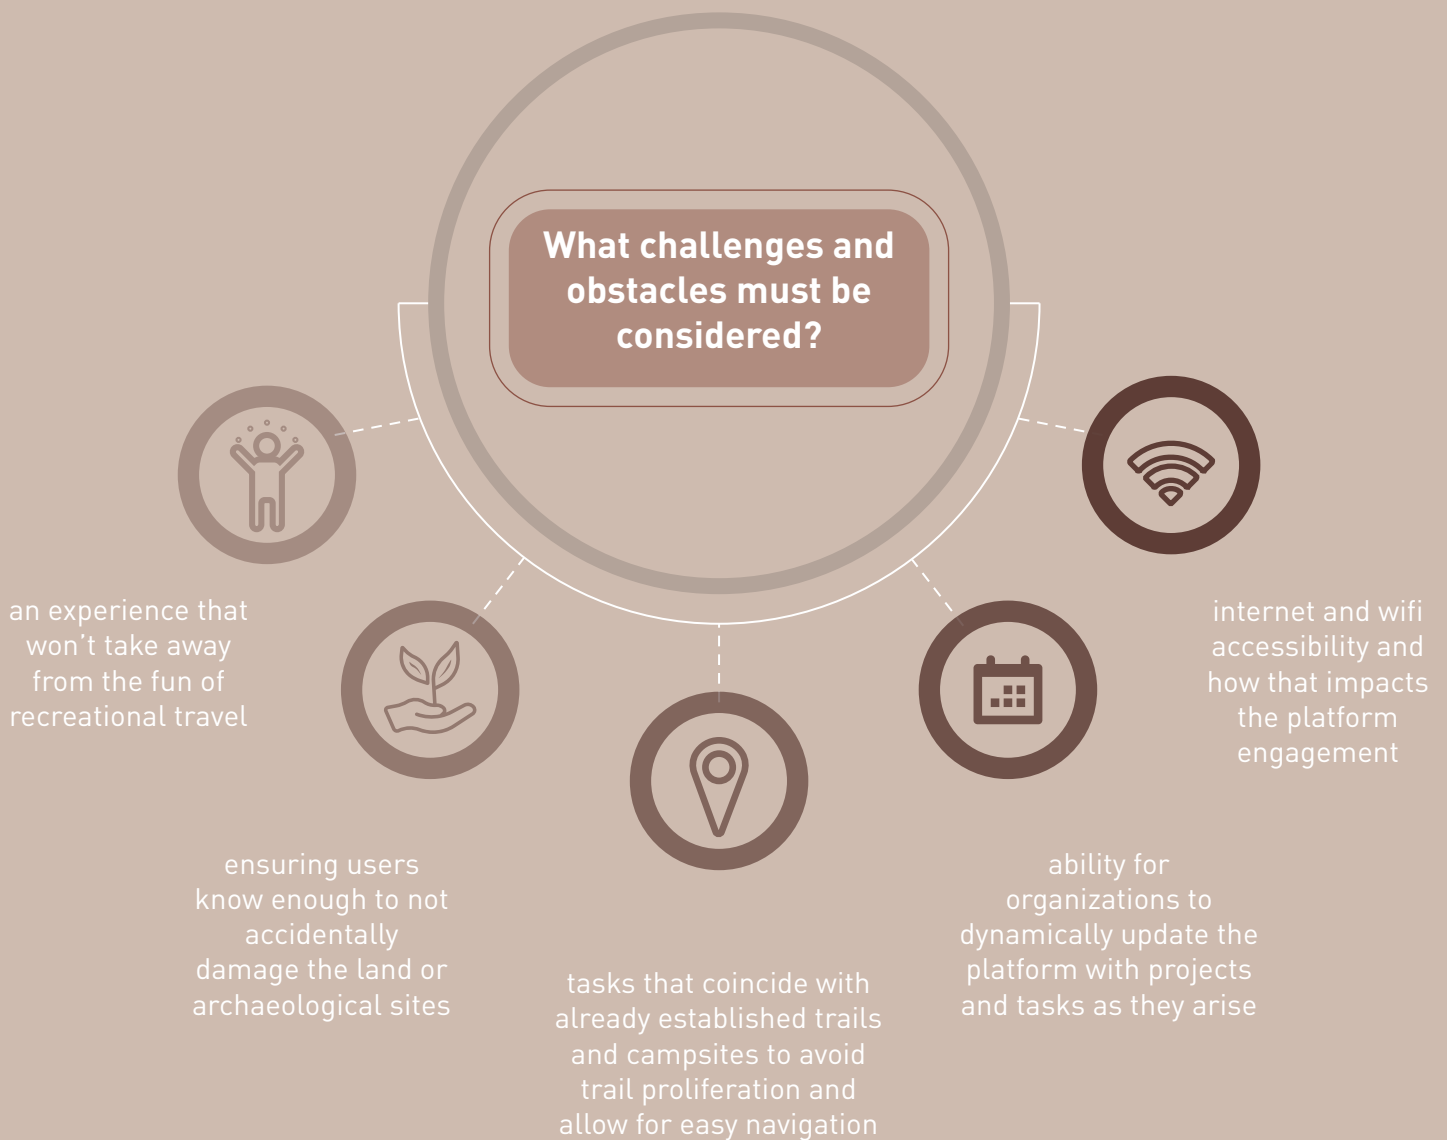 What challenges and
obstacles must be
considered?
an experience that
won't take away
from the fun of
recreational travel
ensuring users
know enough to not
accidentally
damage the land or
archaeological sites
tasks that coincide with
already established trails
and campsites to avoid
trail proliferation and
allow for easy navigation
ability for
organizations to
dynamically update the
platform with projects
and tasks as they arise
internet and wifi
accessibility and
how that impacts
the platform
engagement